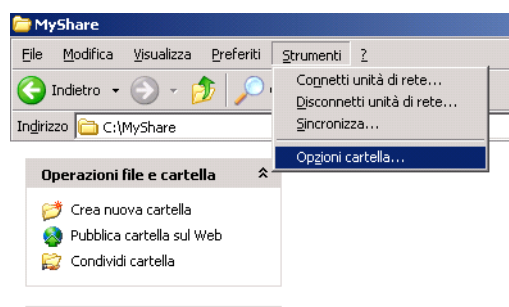 MyShare
File Modifica Visualizza Preferiti Strumenti ?
Indietro
Connetti unità di rete...
Disconnetti unità di rete...
Sincronizza...
Opzioni cartella...
Indirizzo C:\MyShare
Operazioni file e cartella
Crea nuova cartella
Pubblica cartella sul Web
Condividi cartella